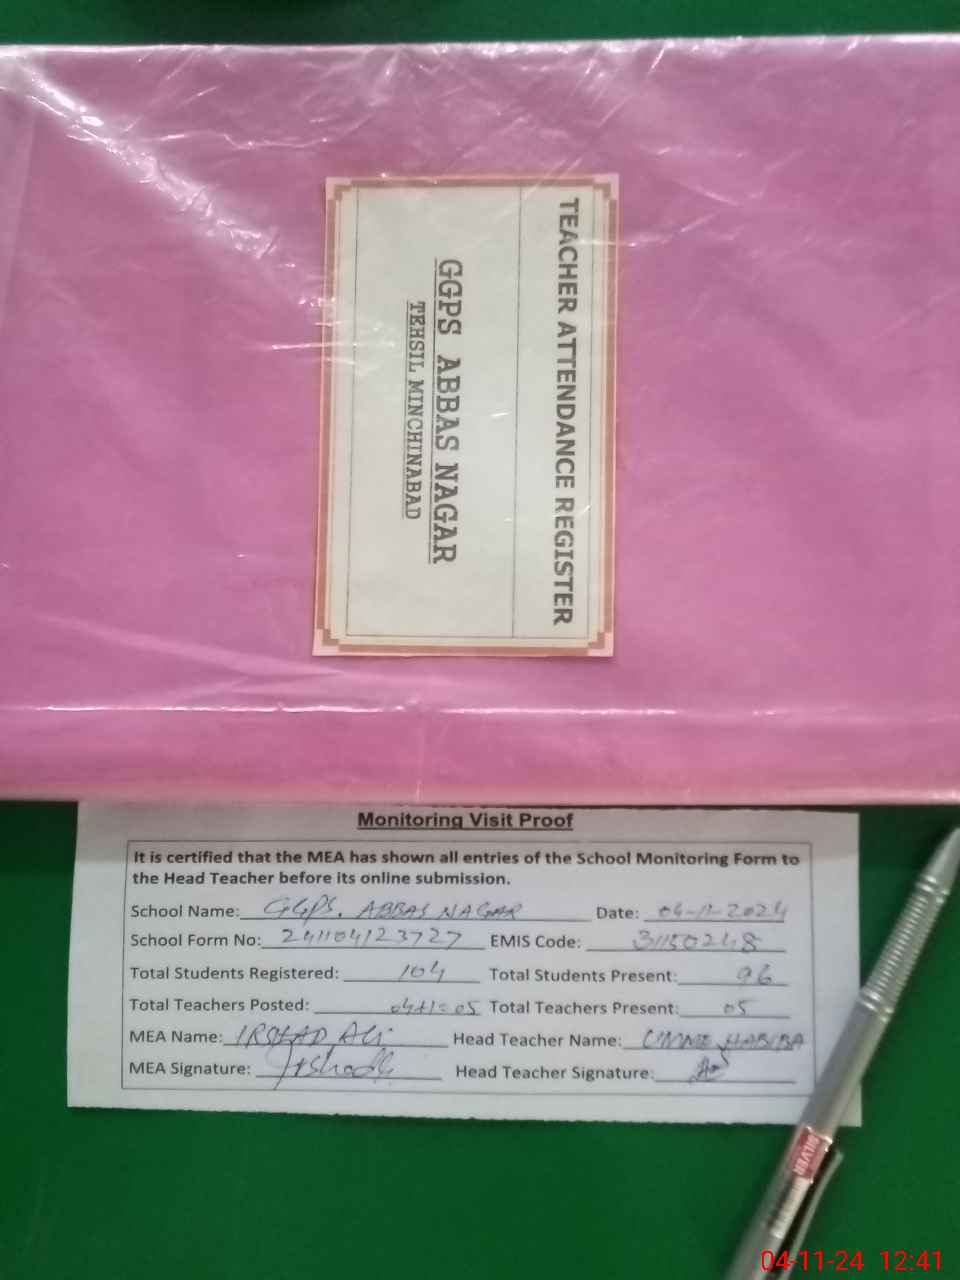 TEACHER ATTENDANCE REGISTER
GGPS ABBAS NAGAR
TEHSIL MINCHINABAD
Monitoring Visit Proof
It is certified that the MEA has shown all entries of the School Monitoring Form to
the Head Teacher before its online submission.
School Name: GGPS. ABBAS NAGAR Date: 04-11-2024
School Form No: 241104123727 EMIS Code: 31150248
Total Students Registered: 104 Total Students Present: 96
Total Teachers Posted: 04+1=05 Total Teachers Present: 05
MEA Name: IRSHAD ALi Head Teacher Name: UMME HABIBA
MEA Signature: Irshad Head Teacher Signature:
SILVER
04-11-24 12:41